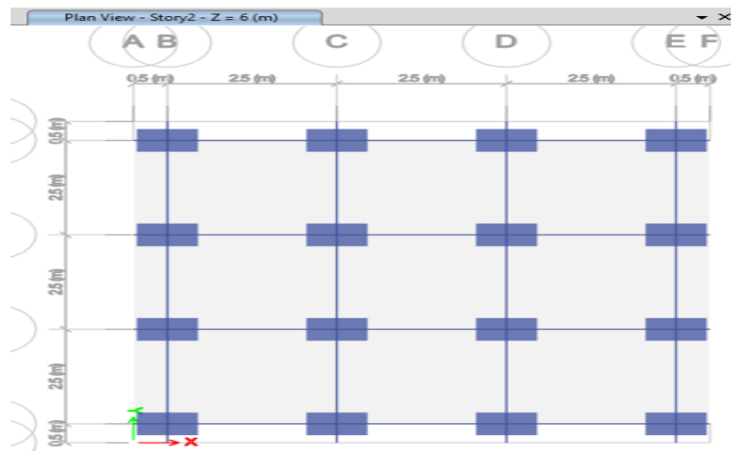 Plan View - Story2 - Z = 6 (m)
A B C D E F
0.5 (m) 2.5 (m) 2.5 (m) 2.5 (m) 0.5 (m)
0.5 (m)
2.5 (m)
2.5 (m)
2.5 (m)
0.5 (m)
Y
X